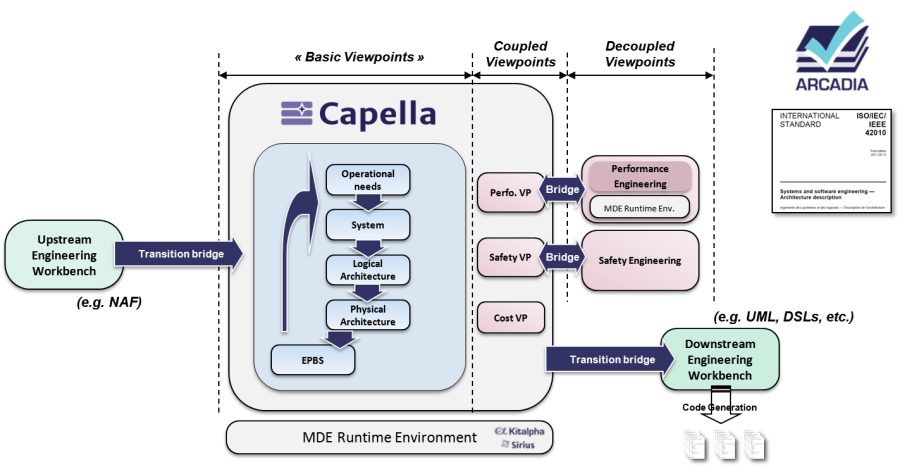 « Basic Viewpoints »
Coupled
Viewpoints
Decoupled
Viewpoints
ARCADIA
INTERNATIONAL
STANDARD
ISO/IEC/
IEEE
42010
First edition
Systems and software engineering —
Architecture description
Capella
Operational
needs
System
Logical
Architecture
Physical
Architecture
EPBS
Perfo. VP
Bridge
Performance
Engineering
MDE Runtime Env.
Safety VP
Bridge
Safety Engineering
Cost VP
Upstream
Engineering
Workbench
Transition bridge
(e.g. NAF)
(e.g. UML, DSLs, etc.)
Transition bridge
Downstream
Engineering
Workbench
Code Generation
MDE Runtime Environment
Kitalpha
Sirius